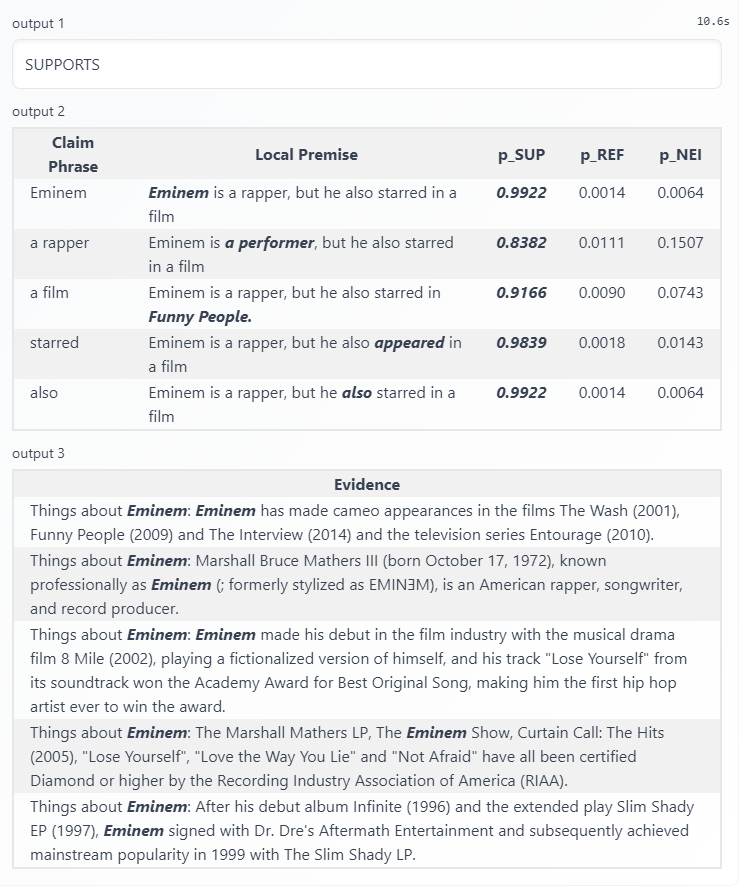 output 1
10.6s
SUPPORTS
output 2
Claim
Phrase
Local Premise
p_SUP
p_REF
p_NEI
Eminem
Eminem is a rapper, but he also starred in a
film
0.9922
0.0014
0.0064
a rapper
Eminem is a performer, but he also starred
in a film
0.8382
0.0111
0.1507
a film
Eminem is a rapper, but he also starred in
Funny People.
0.9166
0.0090
0.0743
starred
Eminem is a rapper, but he also appeared in
a film
0.9839
0.0018
0.0143
also
Eminem is a rapper, but he also starred in a
film
0.9922
0.0014
0.0064
output 3
Evidence
Things about Eminem: Eminem has made cameo appearances in the films The Wash (2001),
Funny People (2009) and The Interview (2014) and the television series Entourage (2010).
Things about Eminem: Marshall Bruce Mathers III (born October 17, 1972), known
professionally as Eminem (; formerly stylized as EMINƎM), is an American rapper, songwriter,
and record producer.
Things about Eminem: Eminem made his debut in the film industry with the musical drama
film 8 Mile (2002), playing a fictionalized version of himself, and his track "Lose Yourself" from
its soundtrack won the Academy Award for Best Original Song, making him the first hip hop
artist ever to win the award.
Things about Eminem: The Marshall Mathers LP, The Eminem Show, Curtain Call: The Hits
(2005), "Lose Yourself", "Love the Way You Lie" and "Not Afraid" have all been certified
Diamond or higher by the Recording Industry Association of America (RIAA).
Things about Eminem: After his debut album Infinite (1996) and the extended play Slim Shady
EP (1997), Eminem signed with Dr. Dre's Aftermath Entertainment and subsequently achieved
mainstream popularity in 1999 with The Slim Shady LP.